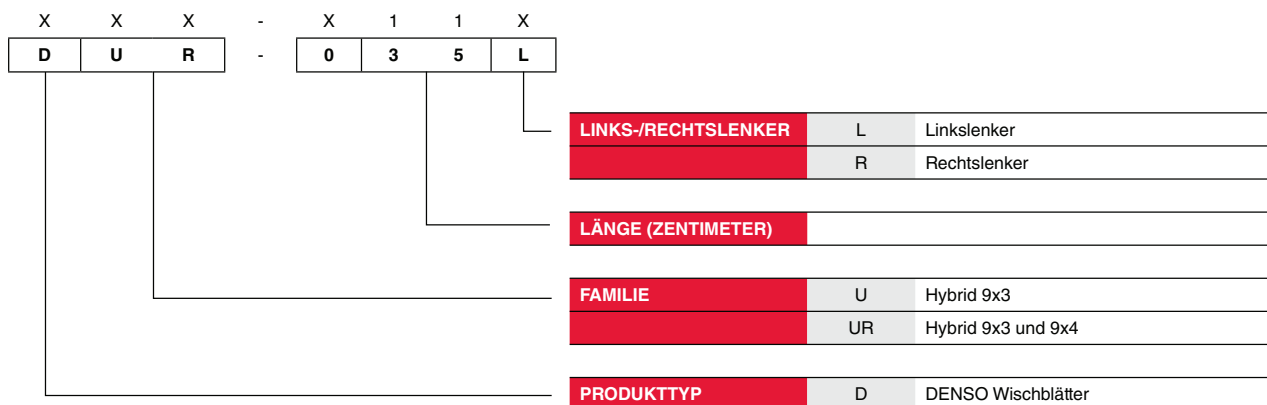 X X X - X 1 1 X
D U R - 0 3 5 L
LINKS-/RECHTSLENKER L Linkslenker
R Rechtslenker
LÄNGE (ZENTIMETER)
FAMILIE U Hybrid 9x3
UR Hybrid 9x3 und 9x4
PRODUKTTYP D DENSO Wischblätter